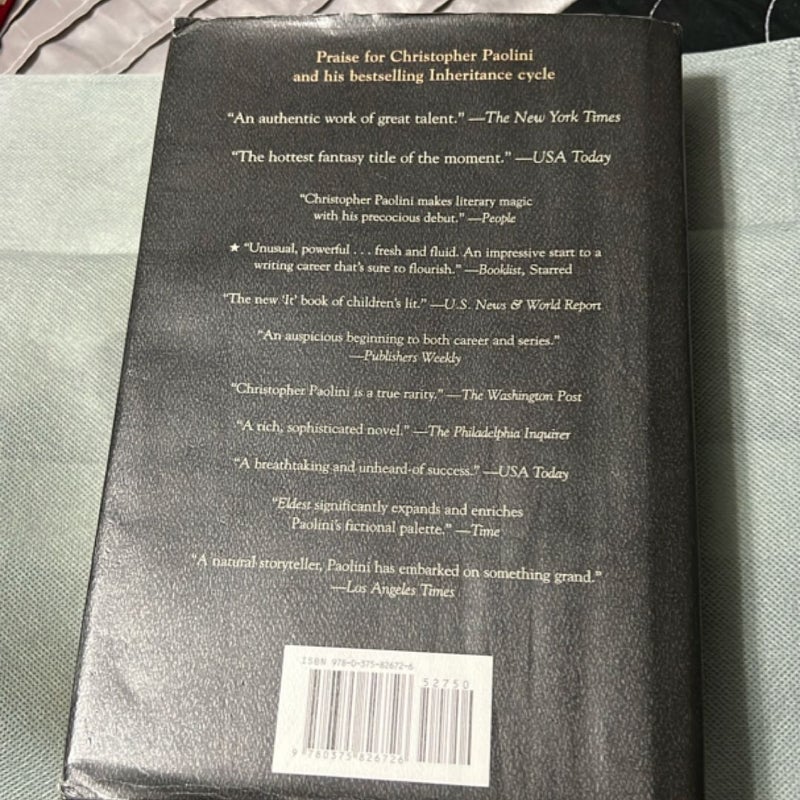 Praise for Christopher Paolini
and his bestselling Inheritance cycle
“An authentic work of great talent.” —The New York Times
“The hottest fantasy title of the moment.” —USA Today
“Christopher Paolini makes literary magic
with his precocious debut.” —People
★ “Unusual, powerful . . . fresh and fluid. An impressive start to a
writing career that’s sure to flourish.” —Booklist, Starred
“The new ‘It’ book of children’s lit.” —U.S. News & World Report
“An auspicious beginning to both career and series.”
—Publishers Weekly
“Christopher Paolini is a true rarity.” —The Washington Post
“A rich, sophisticated novel.” —The Philadelphia Inquirer
“A breathtaking and unheard-of success.” —USA Today
“Eldest significantly expands and enriches
Paolini’s fictional palette.” —Time
“A natural storyteller, Paolini has embarked on something grand.”
—Los Angeles Times
ISBN 978-0-375-82672-6
52750
9 780375 826726